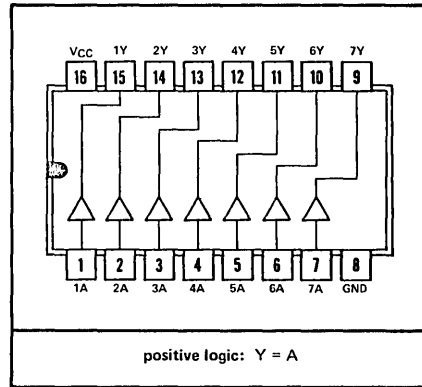 VCC 1Y 2Y 3Y 4Y 5Y 6Y 7Y
16 15 14 13 12 11 10 9
1 2 3 4 5 6 7 8
1A 2A 3A 4A 5A 6A 7A GND
positive logic: Y = A